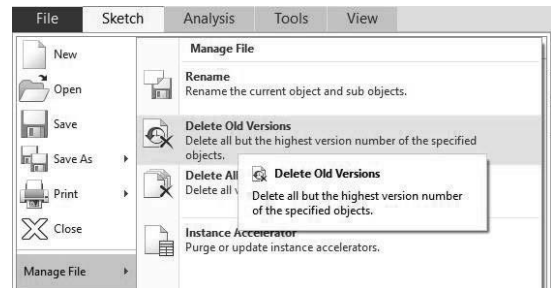 File Sketch Analysis Tools View
New
Open
Save
Save As
Print
Close
Manage File
Manage File
Rename
Rename the current object and sub objects.
Delete Old Versions
Delete all but the highest version number of the specified
objects.
Delete All
Delete all
Delete Old Versions
Delete all but the highest version number
of the specified objects.
Instance Accelerator
Purge or update instance accelerators.